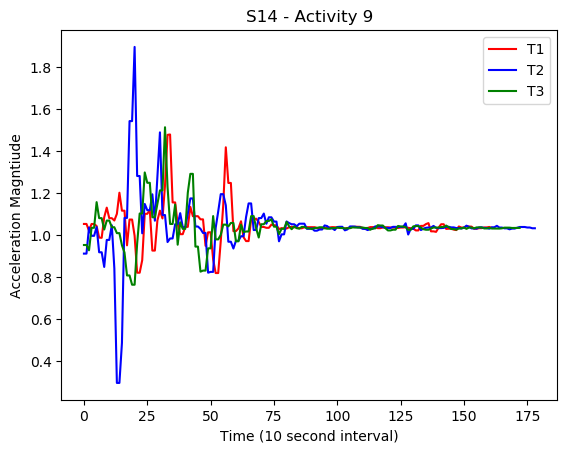 S14 - Activity 9
T1
T2
T3
Acceleration Magntiude
1.8
1.6
1.4
1.2
1.0
0.8
0.6
0.4
0
25
50
75
100
125
150
175
Time (10 second interval)